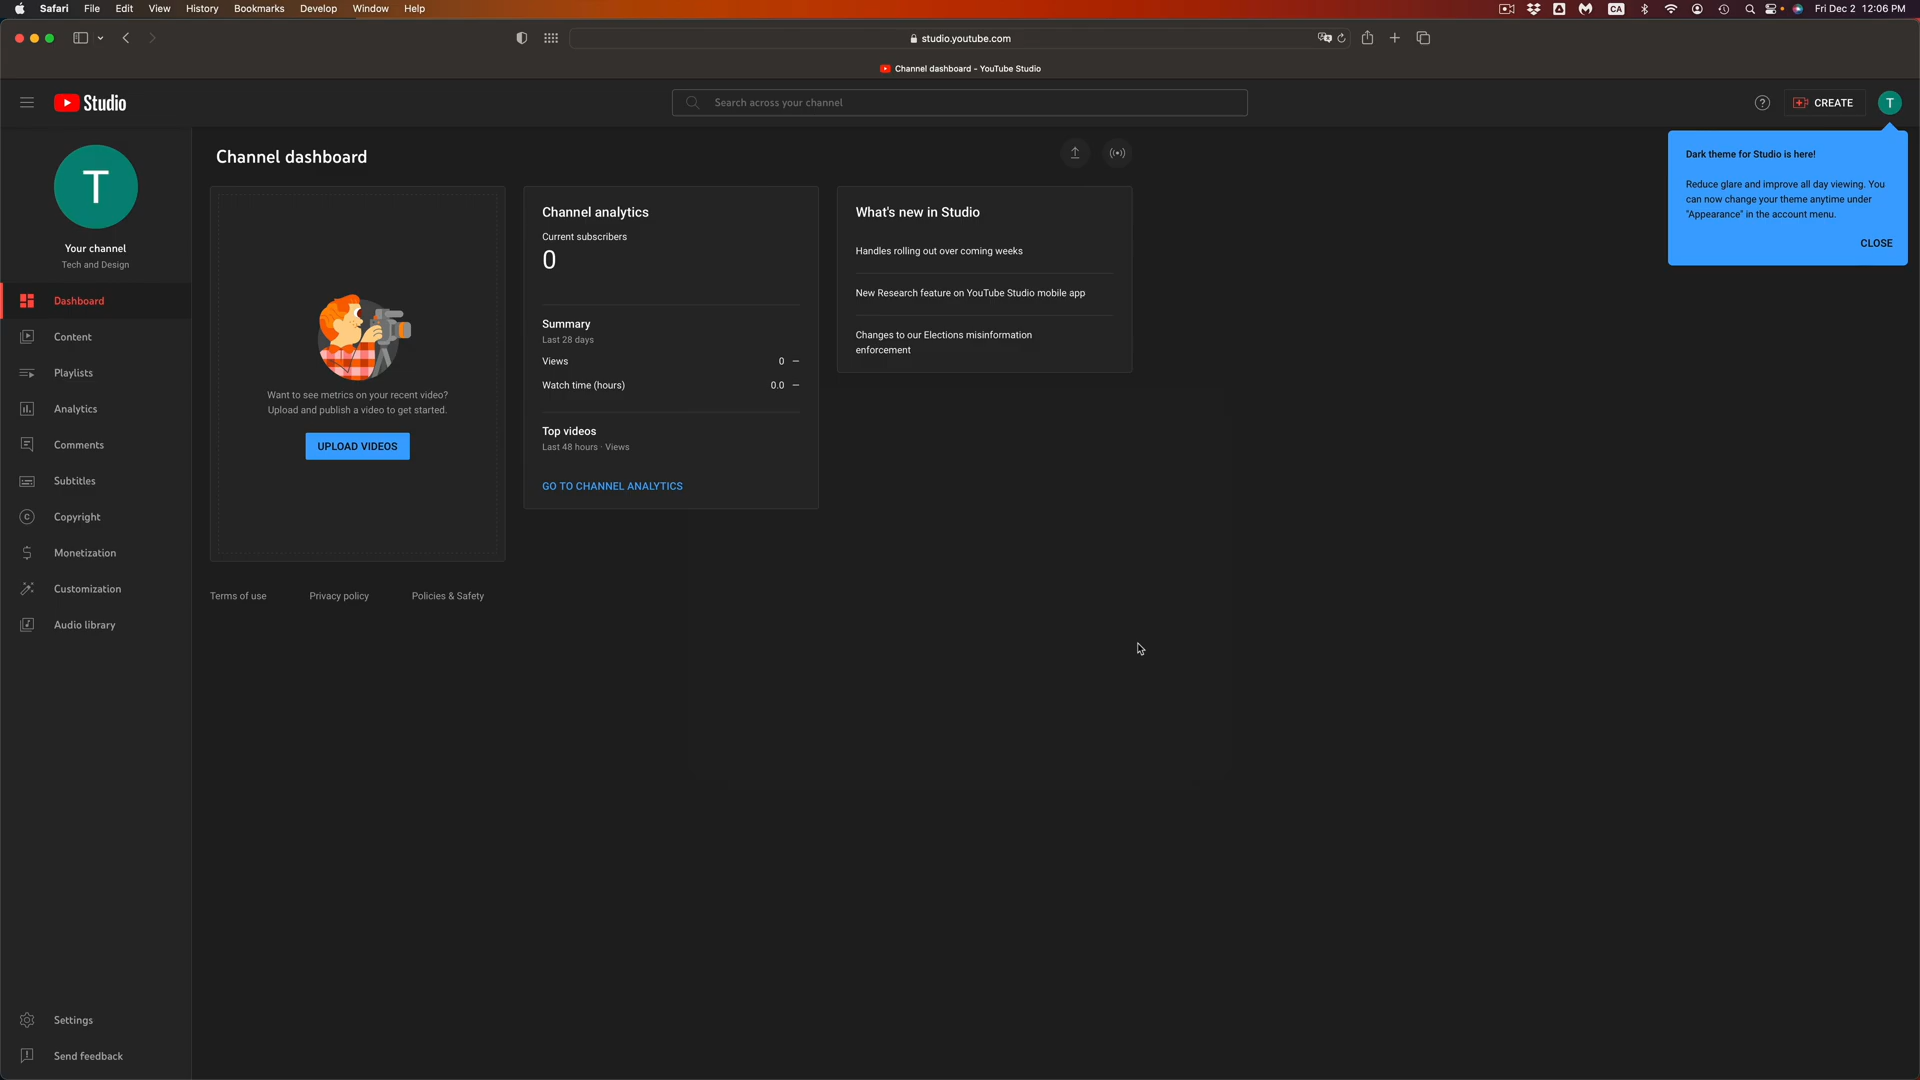 Safari File Edit View History Bookmarks Develop Window Help
CA
Fri Dec 2 12:06 PM
studio.youtube.com
Channel dashboard - YouTube Studio
Studio
Search across your channel
CREATE
T
Dark theme for Studio is here!
Reduce glare and improve all day viewing. You
can now change your theme anytime under
"Appearance" in the account menu.
CLOSE
T
Your channel
Tech and Design
Dashboard
Content
Playlists
Analytics
Comments
Subtitles
Copyright
Monetization
Customization
Audio library
Settings
Send feedback
Channel dashboard
Want to see metrics on your recent video?
Upload and publish a video to get started.
UPLOAD VIDEOS
Channel analytics
Current subscribers
0
Summary
Last 28 days
Views 0 —
Watch time (hours) 0.0 —
Top videos
Last 48 hours · Views
GO TO CHANNEL ANALYTICS
What's new in Studio
Handles rolling out over coming weeks
New Research feature on YouTube Studio mobile app
Changes to our Elections misinformation
enforcement
Terms of use Privacy policy Policies & Safety